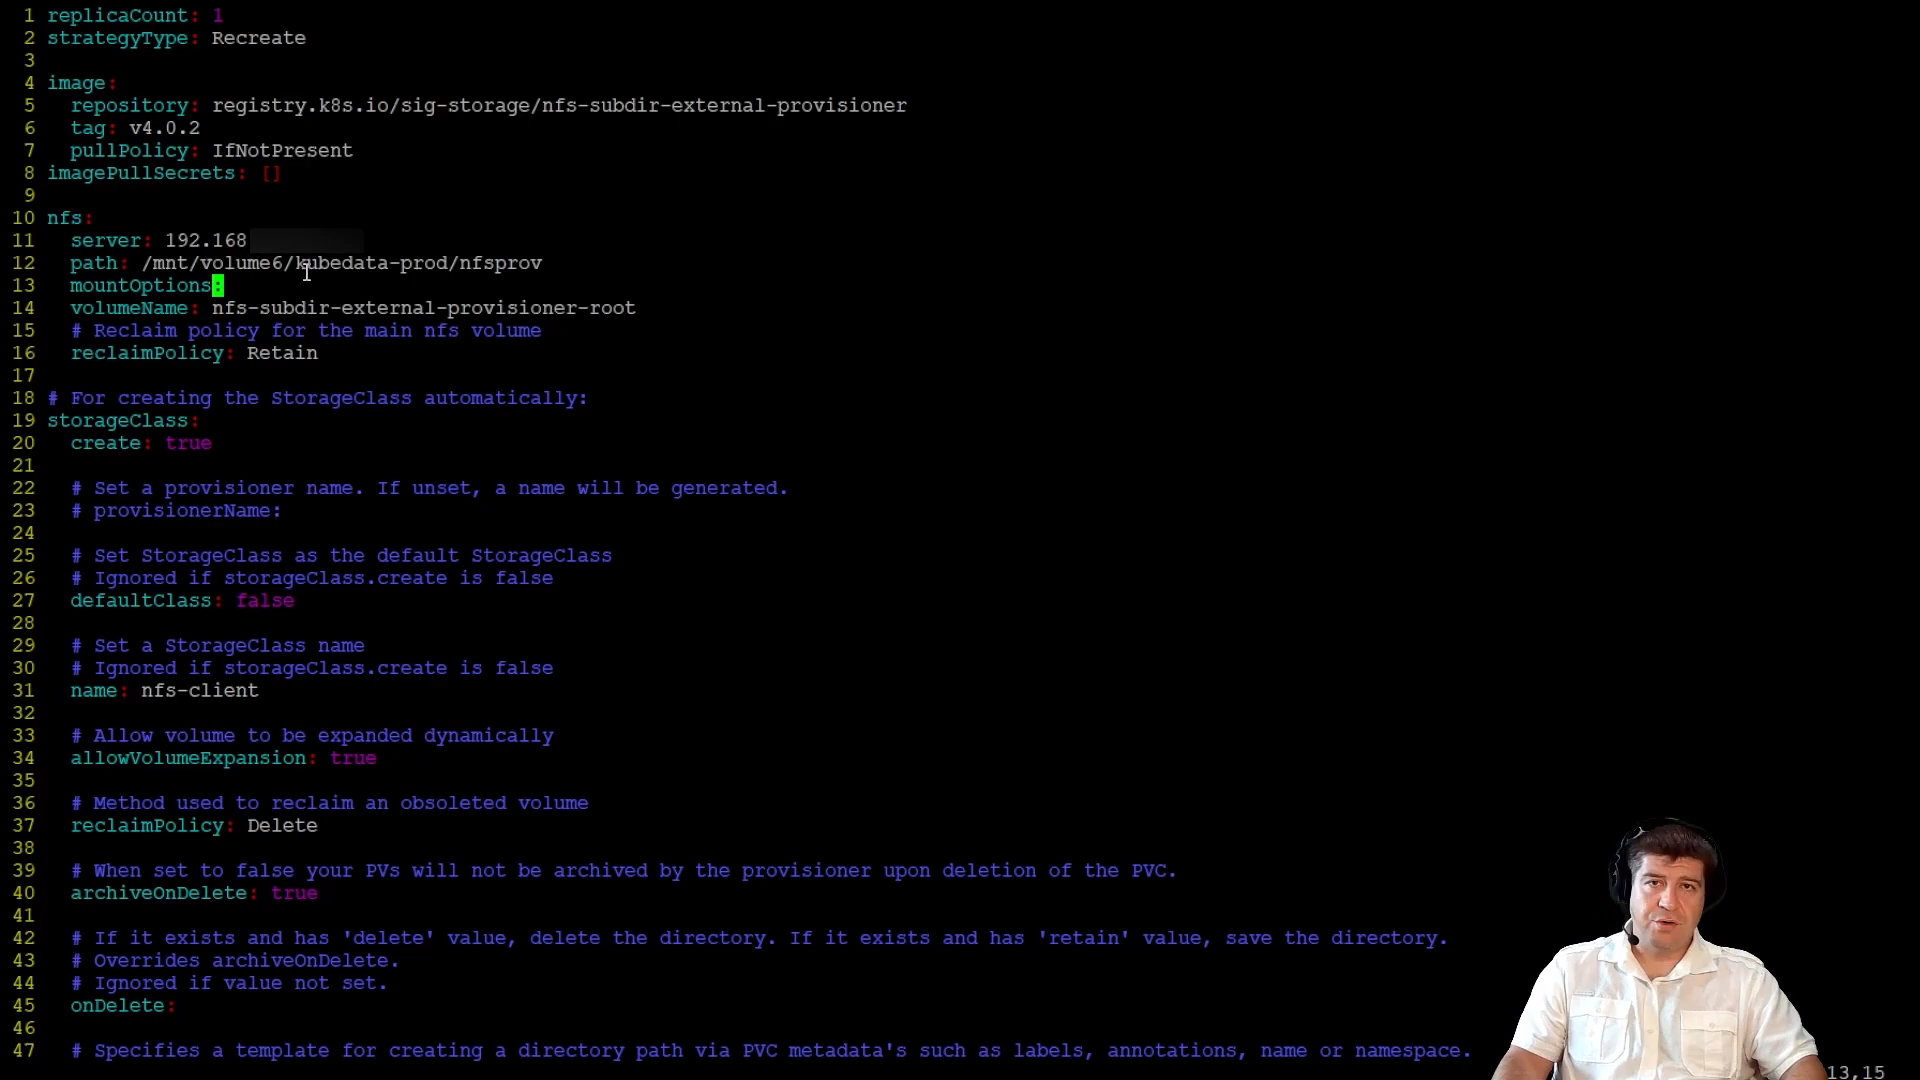 1 replicaCount: 1
2 strategyType: Recreate
3
4 image:
5   repository: registry.k8s.io/sig-storage/nfs-subdir-external-provisioner
6   tag: v4.0.2
7   pullPolicy: IfNotPresent
8 imagePullSecrets: []
9
10 nfs:
11   server: 192.168
12   path: /mnt/volume6/kubedata-prod/nfsprov
13   mountOptions:
14   volumeName: nfs-subdir-external-provisioner-root
15   # Reclaim policy for the main nfs volume
16   reclaimPolicy: Retain
17
18 # For creating the StorageClass automatically:
19 storageClass:
20   create: true
21
22   # Set a provisioner name. If unset, a name will be generated.
23   # provisionerName:
24
25   # Set StorageClass as the default StorageClass
26   # Ignored if storageClass.create is false
27   defaultClass: false
28
29   # Set a StorageClass name
30   # Ignored if storageClass.create is false
31   name: nfs-client
32
33   # Allow volume to be expanded dynamically
34   allowVolumeExpansion: true
35
36   # Method used to reclaim an obsoleted volume
37   reclaimPolicy: Delete
38
39   # When set to false your PVs will not be archived by the provisioner upon deletion of the PVC.
40   archiveOnDelete: true
41
42   # If it exists and has 'delete' value, delete the directory. If it exists and has 'retain' value, save the directory.
43   # Overrides archiveOnDelete.
44   # Ignored if value not set.
45   onDelete:
46
47   # Specifies a template for creating a directory path via PVC metadata's such as labels, annotations, name or namespace.
13,15